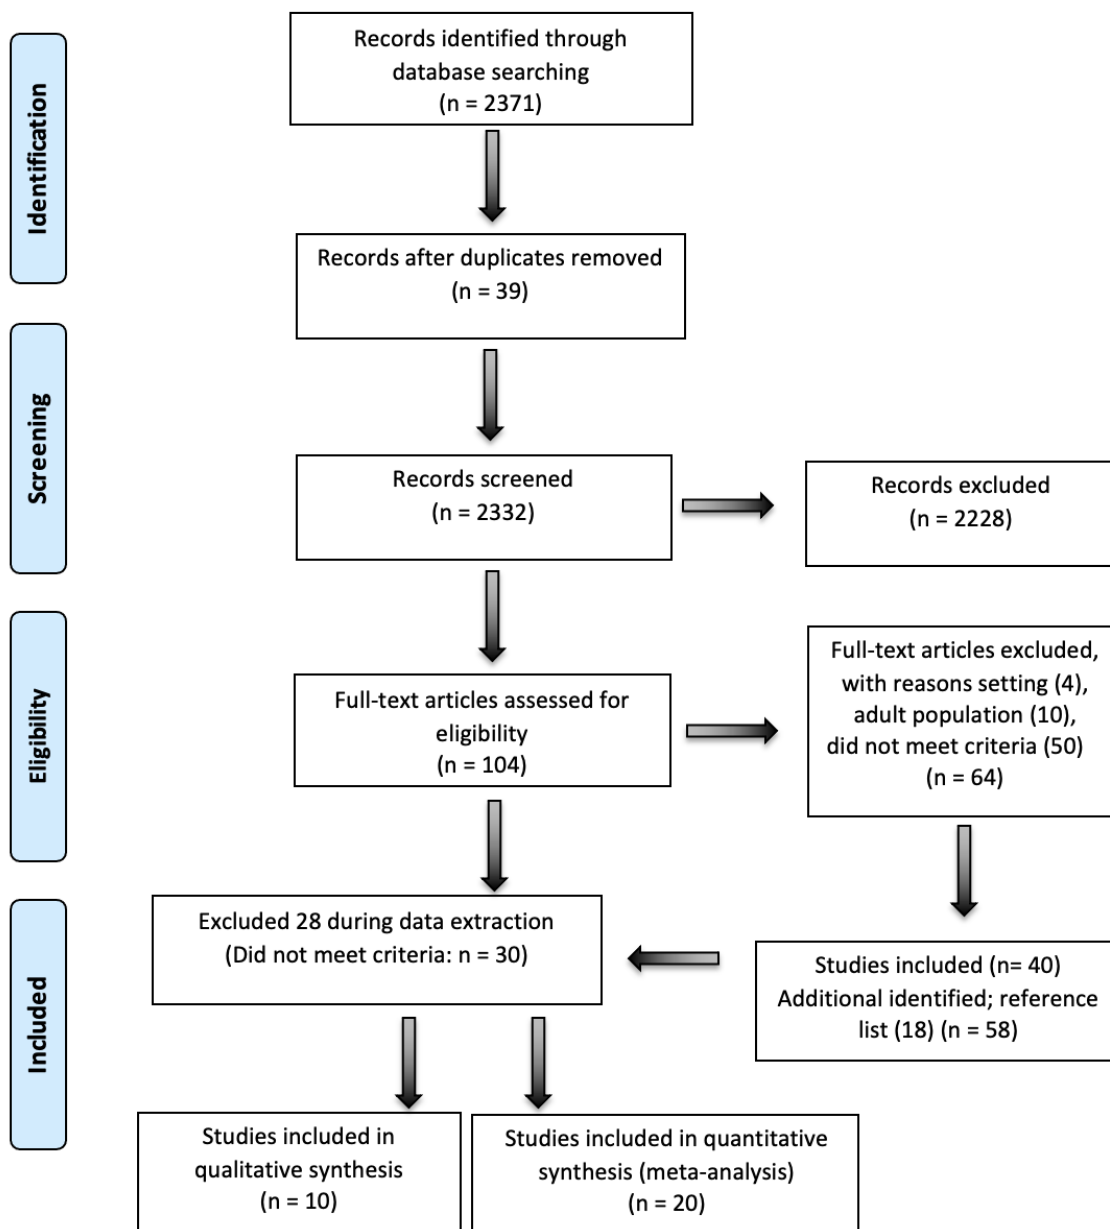 Identification
Records identified through
database searching
(n = 2371)
Records after duplicates removed
(n = 39)
Screening
Records screened
(n = 2332)
Records excluded
(n = 2228)
Eligibility
Full-text articles assessed for
eligibility
(n = 104)
Full-text articles excluded,
with reasons setting (4),
adult population (10),
did not meet criteria (50)
(n = 64)
Included
Excluded 28 during data extraction
(Did not meet criteria: n = 30)
Studies included (n= 40)
Additional identified; reference
list (18) (n = 58)
Studies included in
qualitative synthesis
(n = 10)
Studies included in quantitative
synthesis (meta-analysis)
(n = 20)